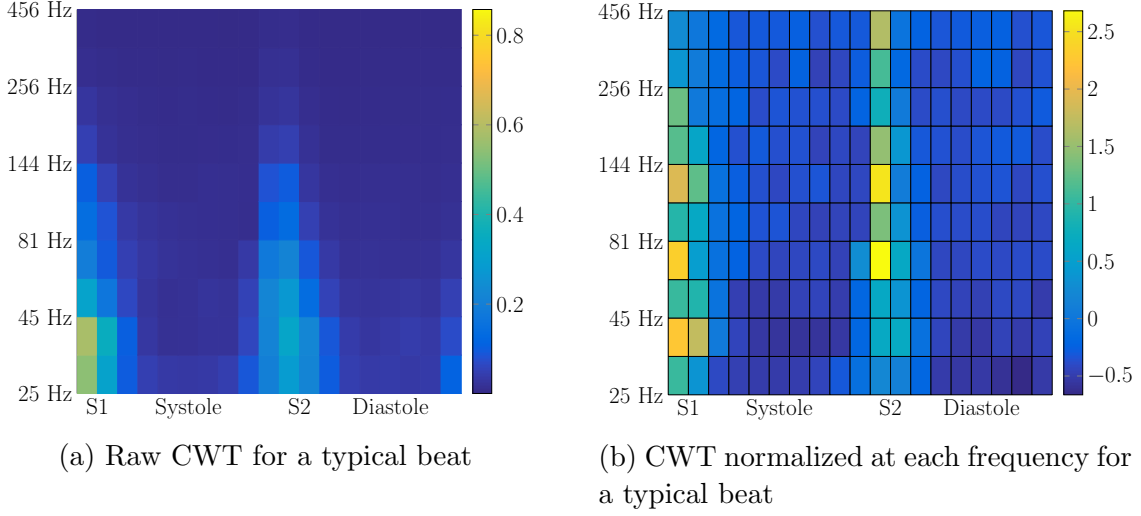 456 Hz
256 Hz
144 Hz
81 Hz
45 Hz
25 Hz
S1 Systole S2 Diastole
0.8
0.6
0.4
0.2
(a) Raw CWT for a typical beat
456 Hz
256 Hz
144 Hz
81 Hz
45 Hz
25 Hz
S1 Systole S2 Diastole
2.5
2
1.5
1
0.5
0
−0.5
(b) CWT normalized at each frequency for
a typical beat